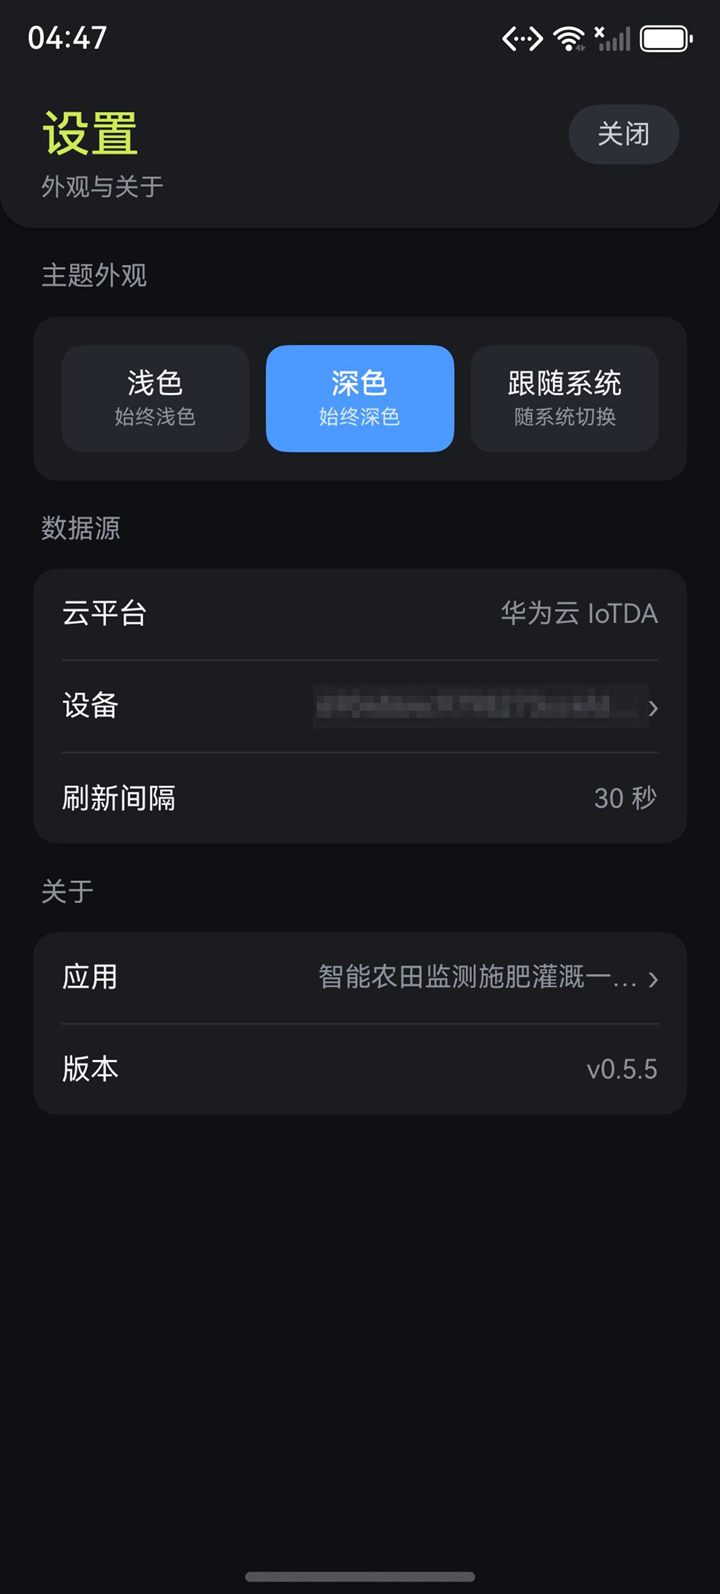 04:47
设置
关闭
外观与关于
主题外观
浅色
始终浅色
深色
始终深色
跟随系统
随系统切换
数据源
云平台
华为云 IoTDA
设备
刷新间隔
30 秒
关于
应用
智能农田监测施肥灌溉一...
版本
v0.5.5